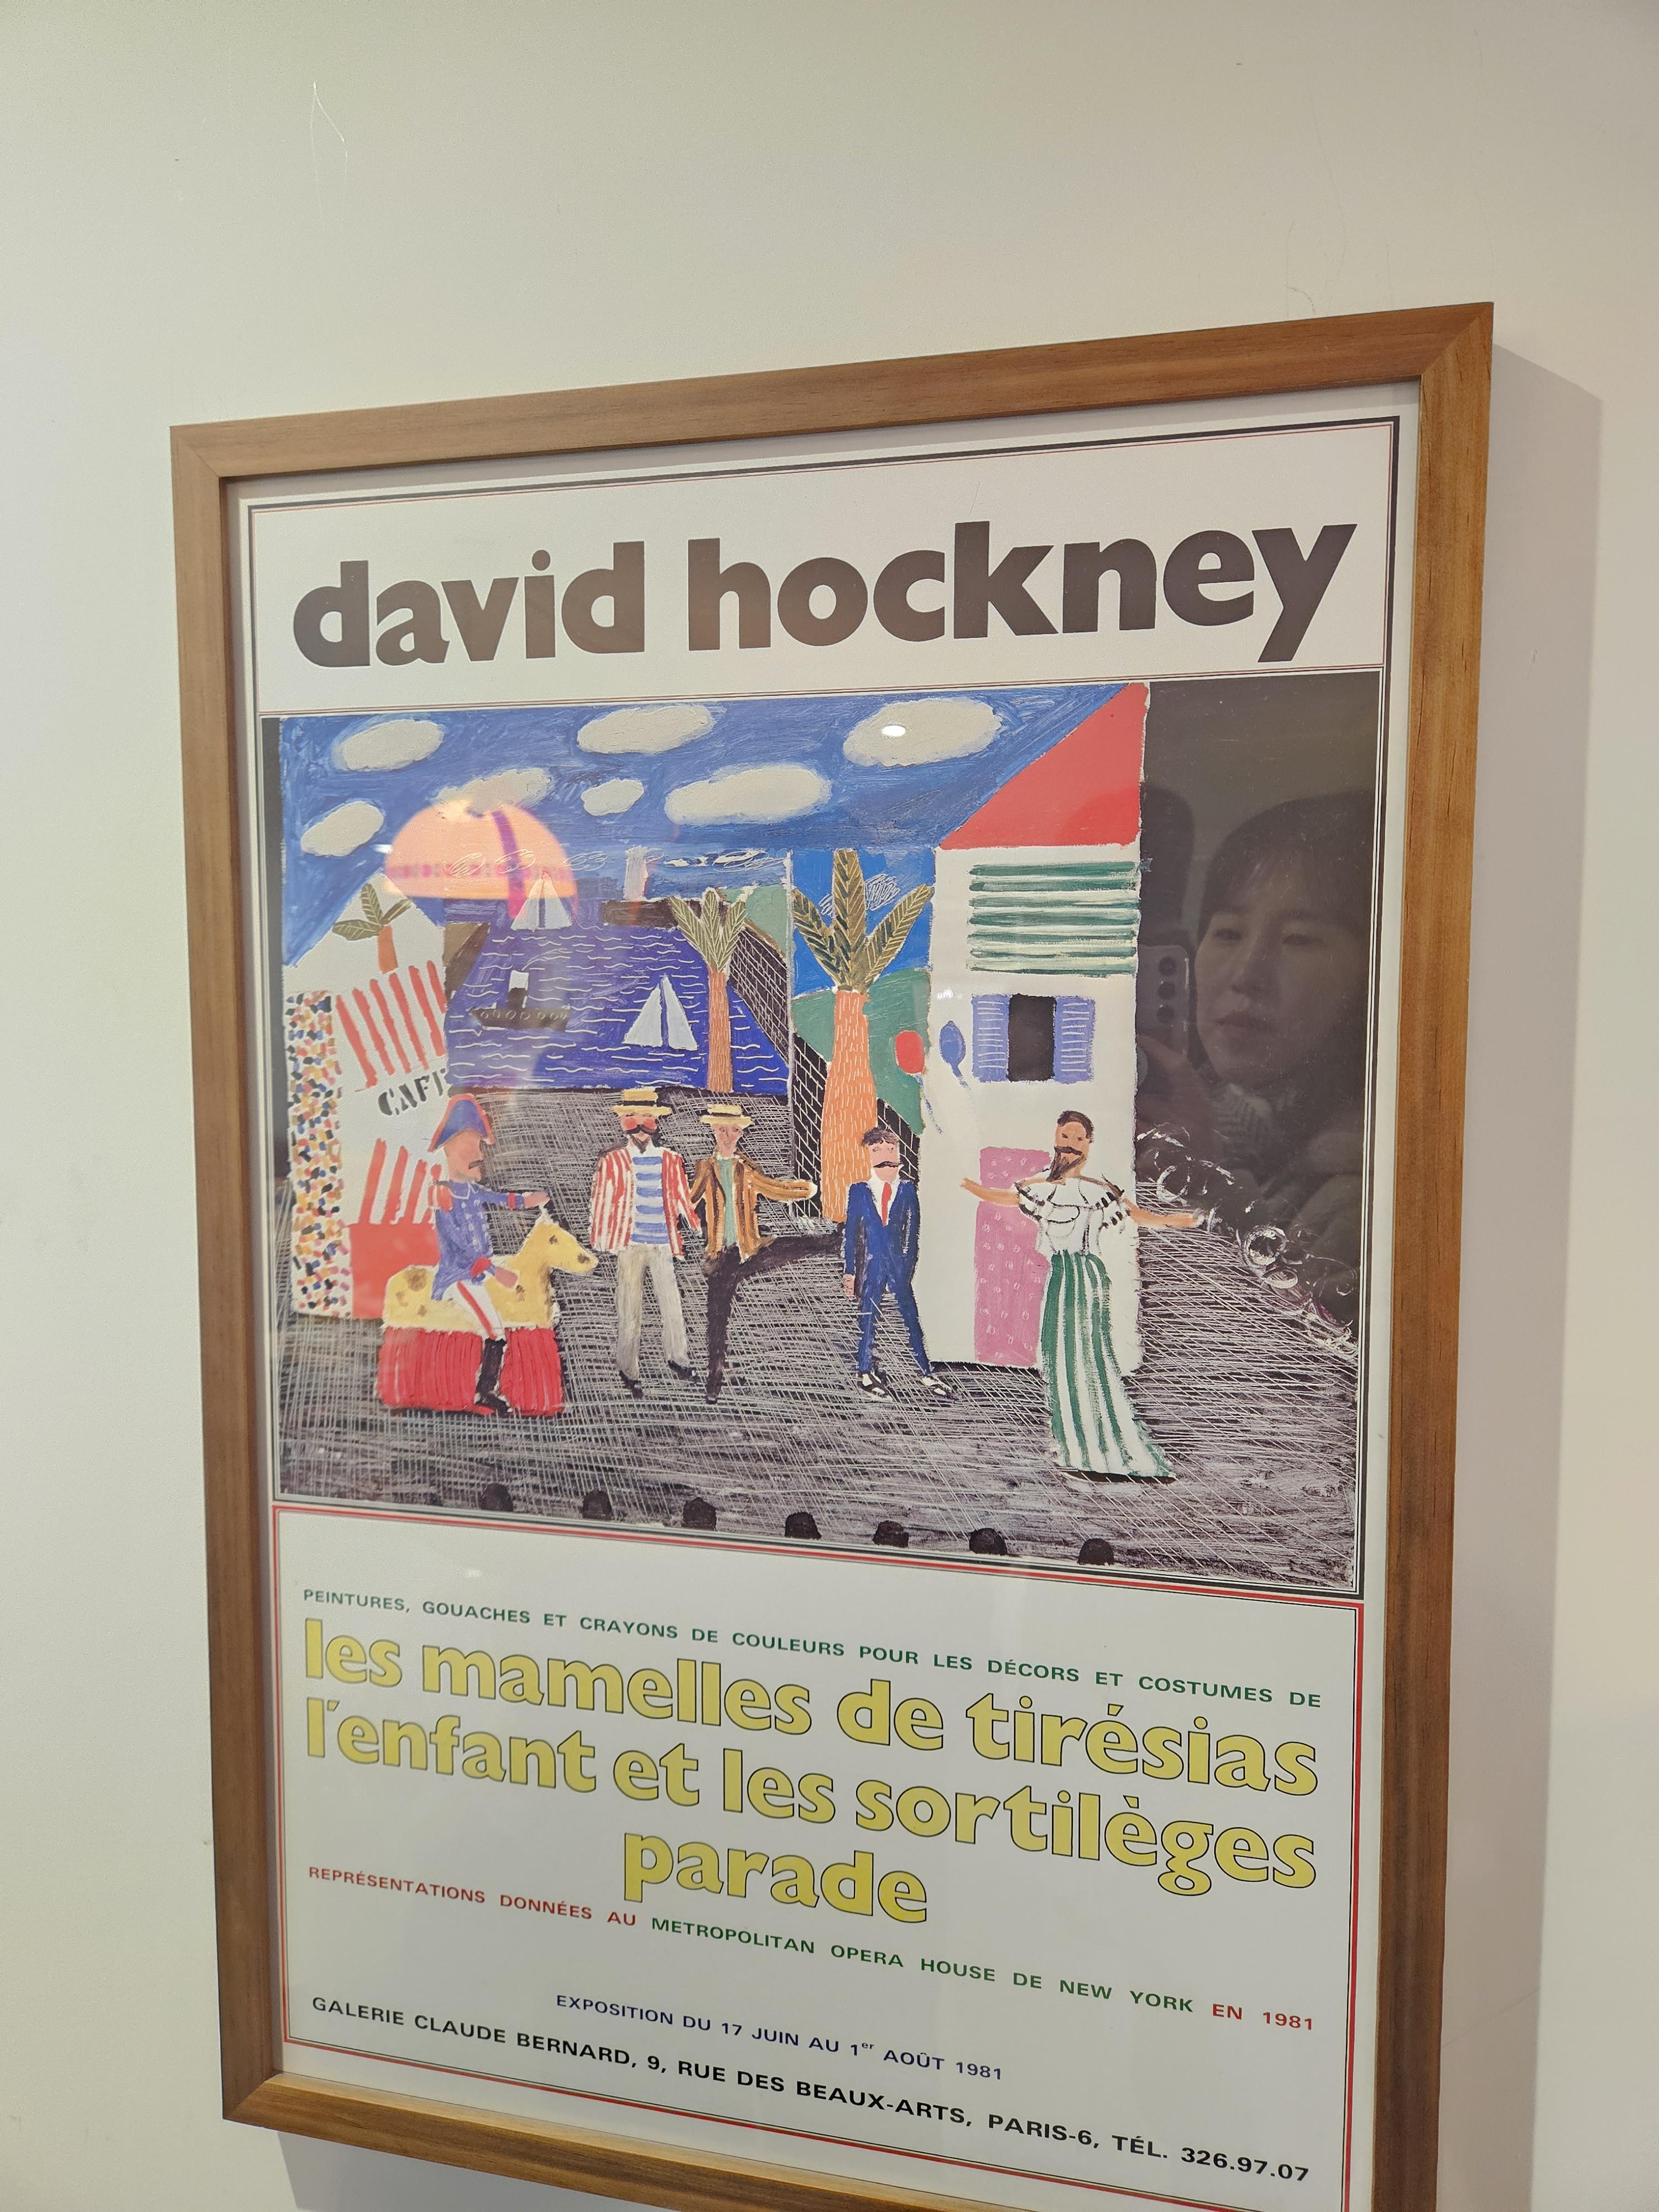 david hockney
CAFE
PEINTURES, GOUACHES ET CRAYONS DE COULEURS POUR LES DÉCORS ET COSTUMES DE
les mamelles de tirésias
l'enfant et les sortilèges
parade
REPRÉSENTATIONS DONNÉES AU METROPOLITAN OPERA HOUSE DE NEW YORK EN 1981
EXPOSITION DU 17 JUIN AU 1er AOÛT 1981
GALERIE CLAUDE BERNARD, 9, RUE DES BEAUX-ARTS, PARIS-6, TÉL. 326.97.07